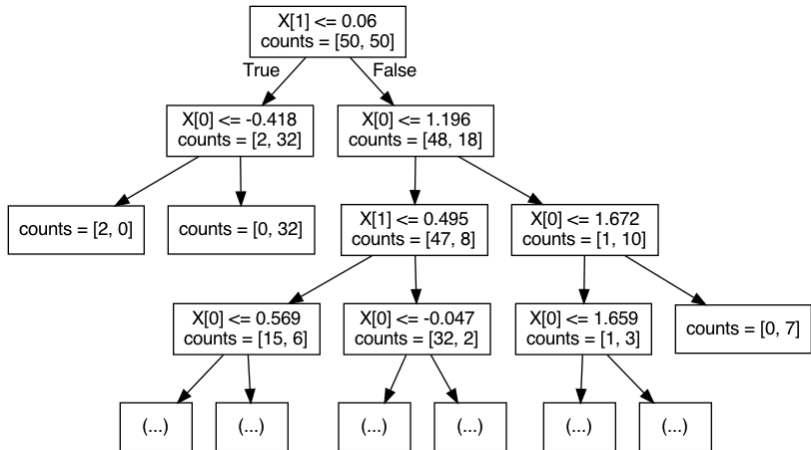 X[1] <= 0.06
counts = [50, 50]
True
False
X[0] <= -0.418
counts = [2, 32]
X[0] <= 1.196
counts = [48, 18]
counts = [2, 0]
counts = [0, 32]
X[1] <= 0.495
counts = [47, 8]
X[0] <= 1.672
counts = [1, 10]
X[0] <= 0.569
counts = [15, 6]
X[0] <= -0.047
counts = [32, 2]
X[0] <= 1.659
counts = [1, 3]
counts = [0, 7]
(...)
(...)
(...)
(...)
(...)
(...)